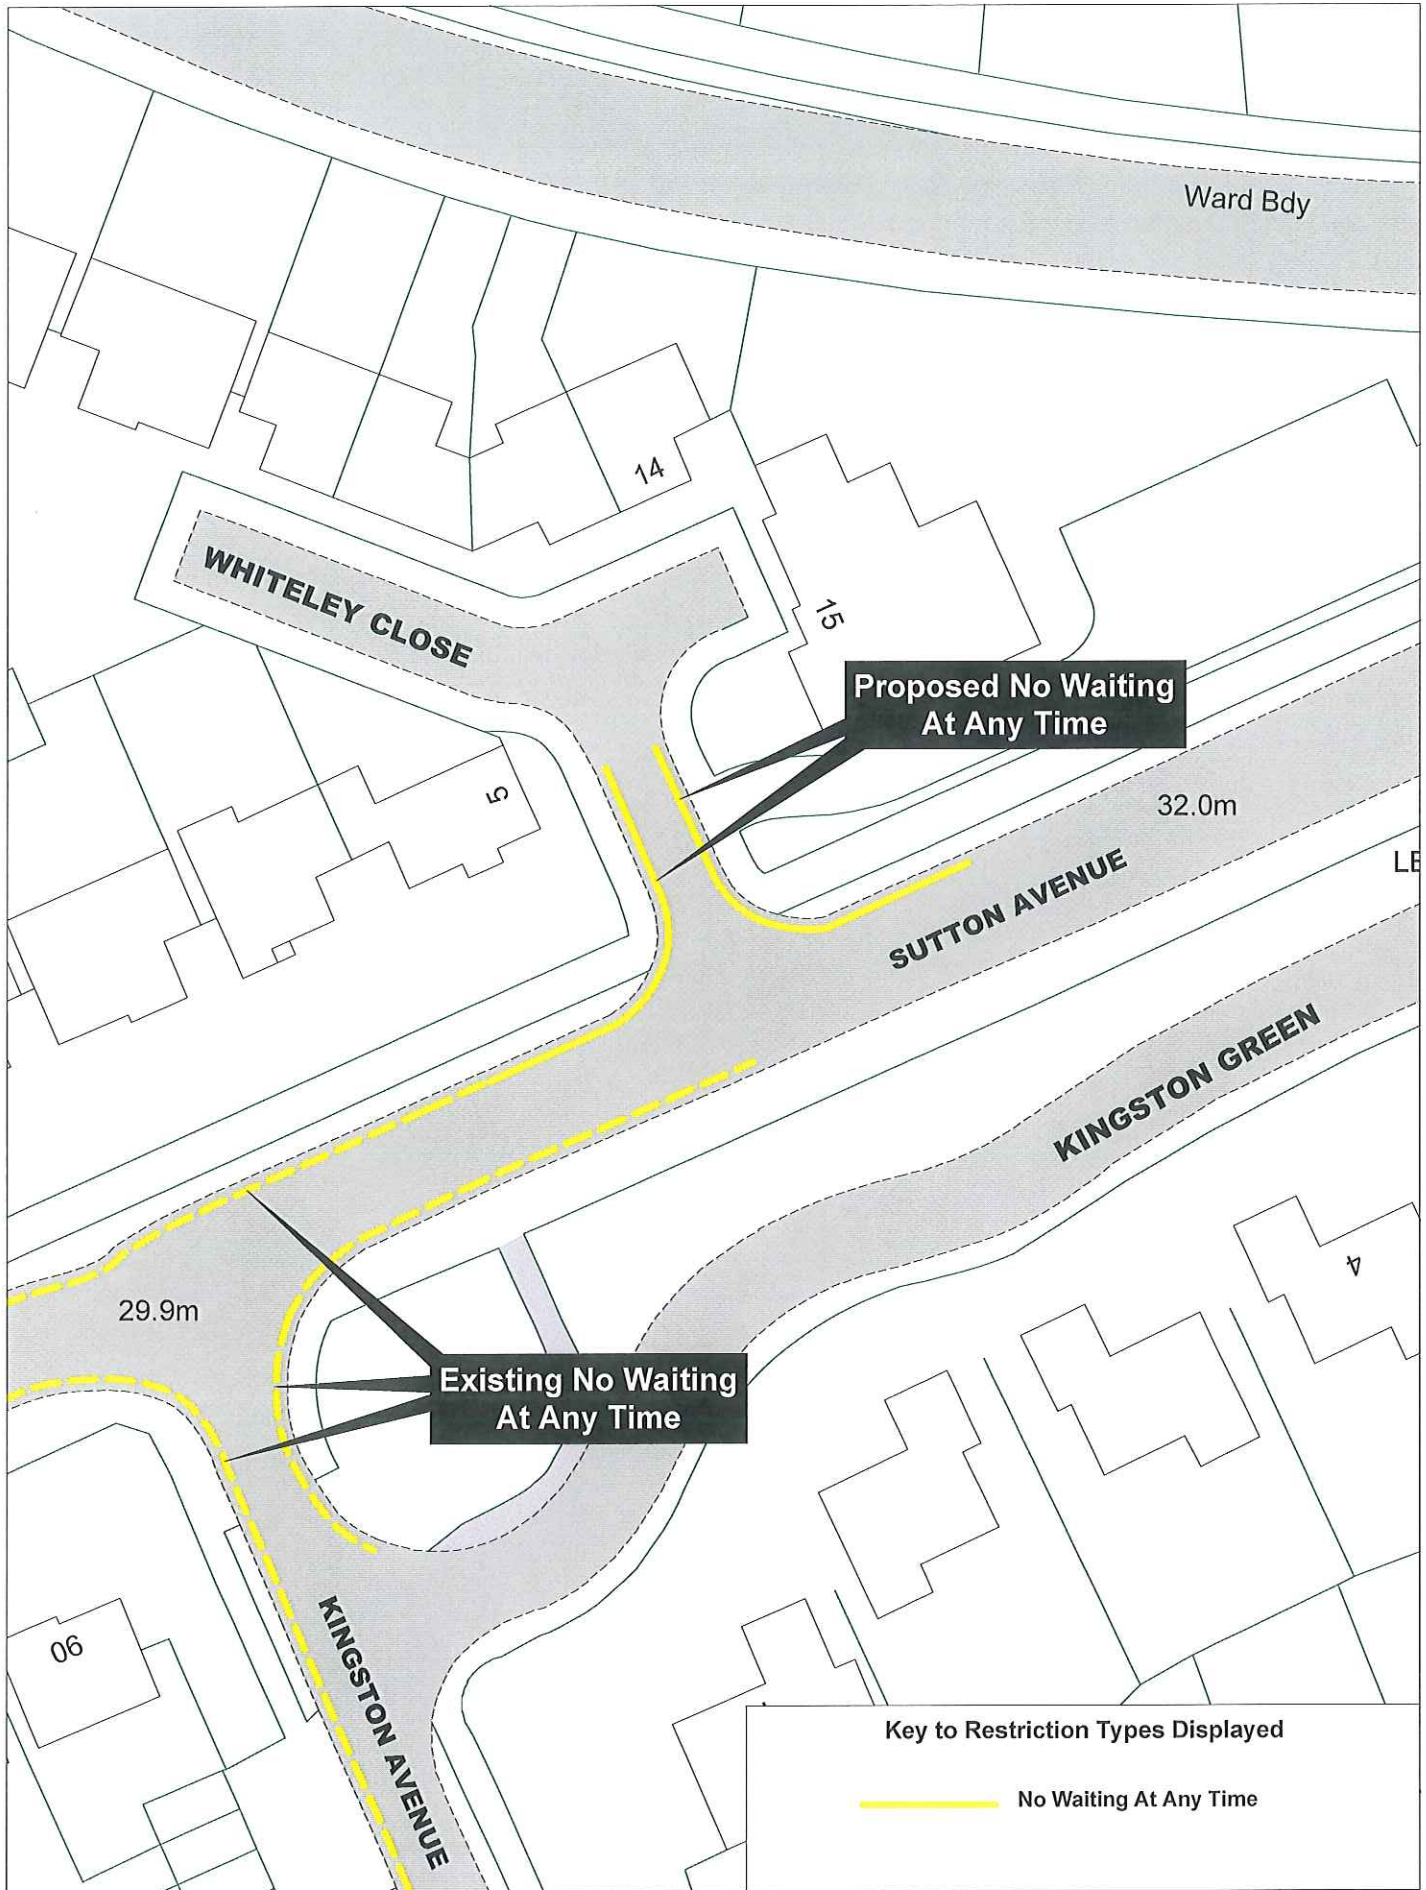 Ward Bdy
14
WHITELEY CLOSE
15
Proposed No Waiting
At Any Time
5
32.0m
SUTTON AVENUE
KINGSTON GREEN
4
29.9m
Existing No Waiting
At Any Time
90
KINGSTON AVENUE
Key to Restriction Types Displayed
No Waiting At Any Time